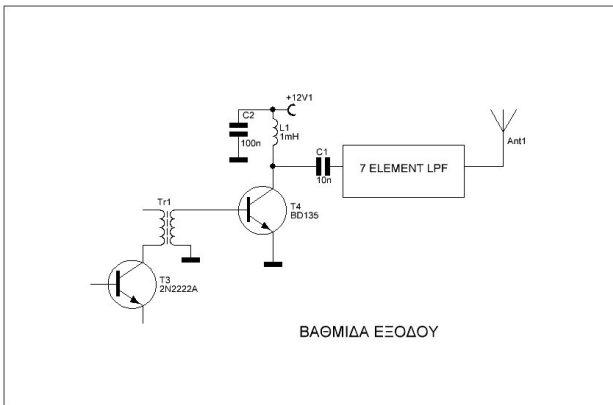 +12V1
C2
100n
L1
1mH
C1
10n
7 ELEMENT LPF
Ant1
Tr1
T4
BD135
T3
2N2222A
ΒΑΘΜΙΔΑ ΕΞΟΔΟΥ